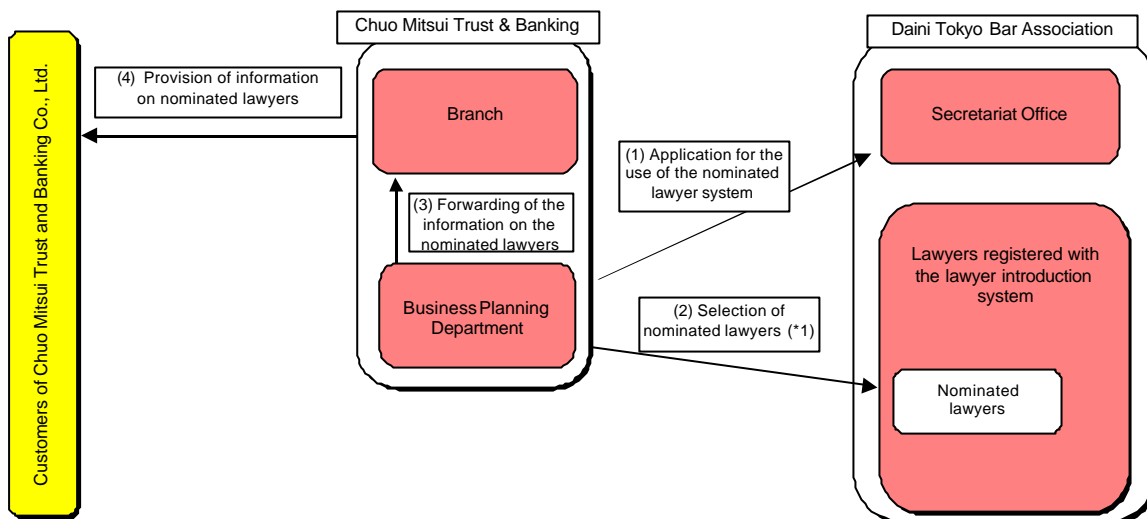 Chuo Mitsui Trust & Banking
Daini Tokyo Bar Association
Customers of Chuo Mitsui Trust and Banking Co., Ltd.
(4) Provision of information
on nominated lawyers
Branch
Secretariat Office
(1) Application for the
use of the nominated
lawyer system
(3) Forwarding of the
information on the
nominated lawyers
Lawyers registered with
the lawyer introduction
system
Business Planning
Department
(2) Selection of
nominated lawyers (*1)
Nominated
lawyers